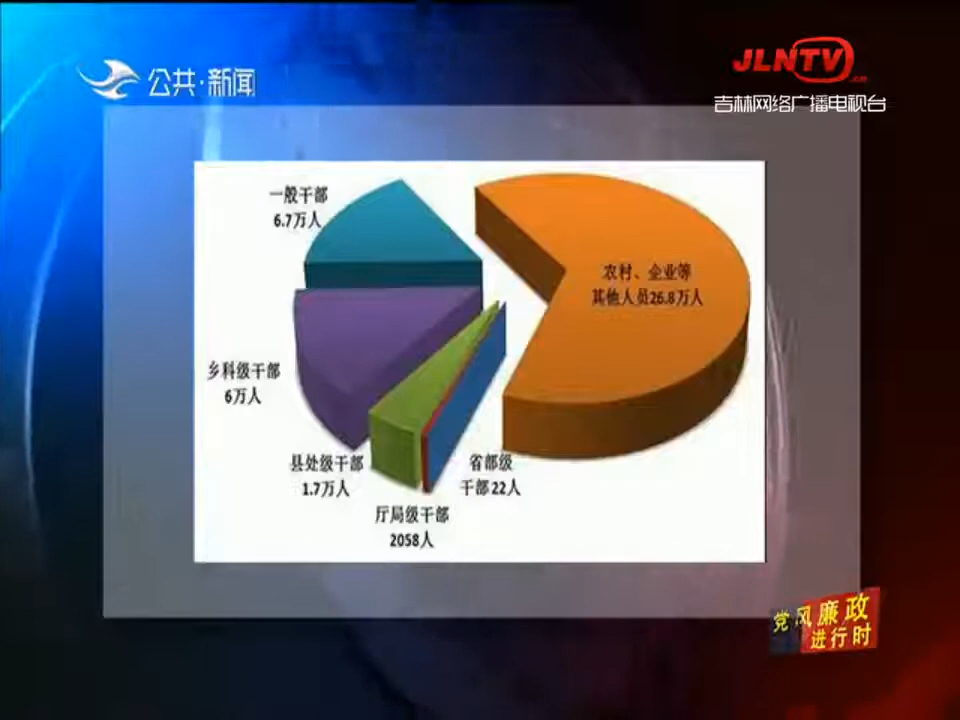 公共·新闻
JLNTV
.cn
吉林网络广播电视台
一般干部
6.7万人
农村、企业等
其他人员26.8万人
乡科级干部
6万人
县处级干部
1.7万人
省部级
干部22人
厅局级干部
2058人
党风廉政
进行时